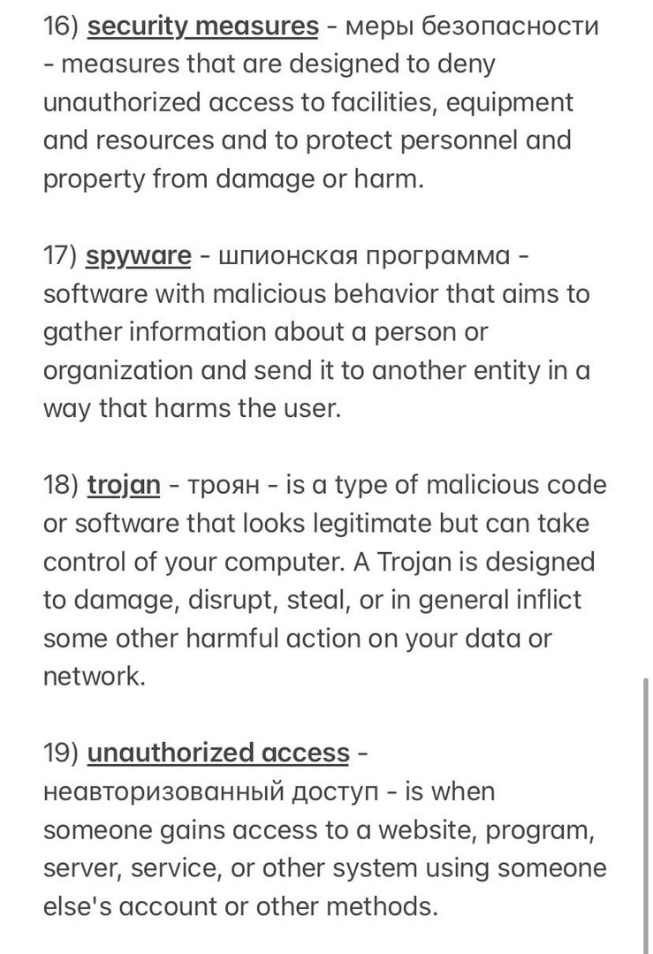 16) security measures - меры безопасности
- measures that are designed to deny
unauthorized access to facilities, equipment
and resources and to protect personnel and
property from damage or harm.
17) spyware - шпионская программа -
software with malicious behavior that aims to
gather information about a person or
organization and send it to another entity in a
way that harms the user.
18) trojan - троян - is a type of malicious code
or software that looks legitimate but can take
control of your computer. A Trojan is designed
to damage, disrupt, steal, or in general inflict
some other harmful action on your data or
network.
19) unauthorized access -
неавторизованный доступ - is when
someone gains access to a website, program,
server, service, or other system using someone
else's account or other methods.